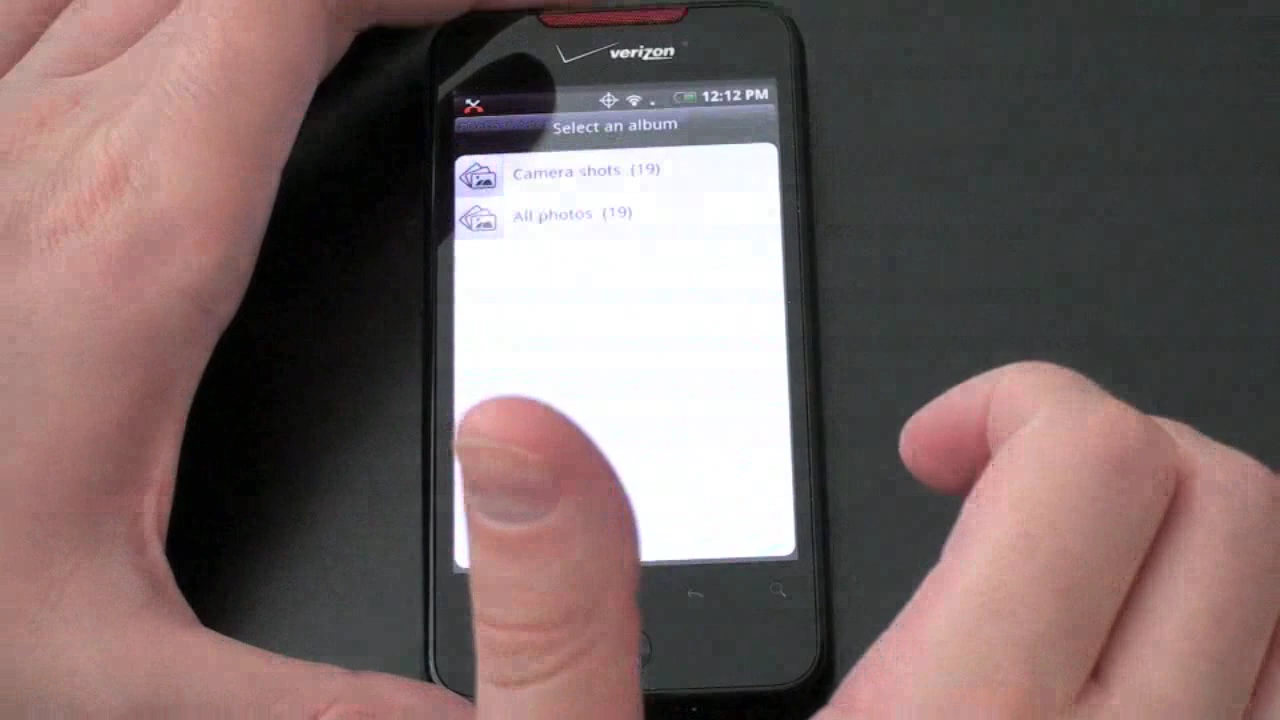 verizon
12:12 PM
Select an album
Camera shots (19)
All photos (19)